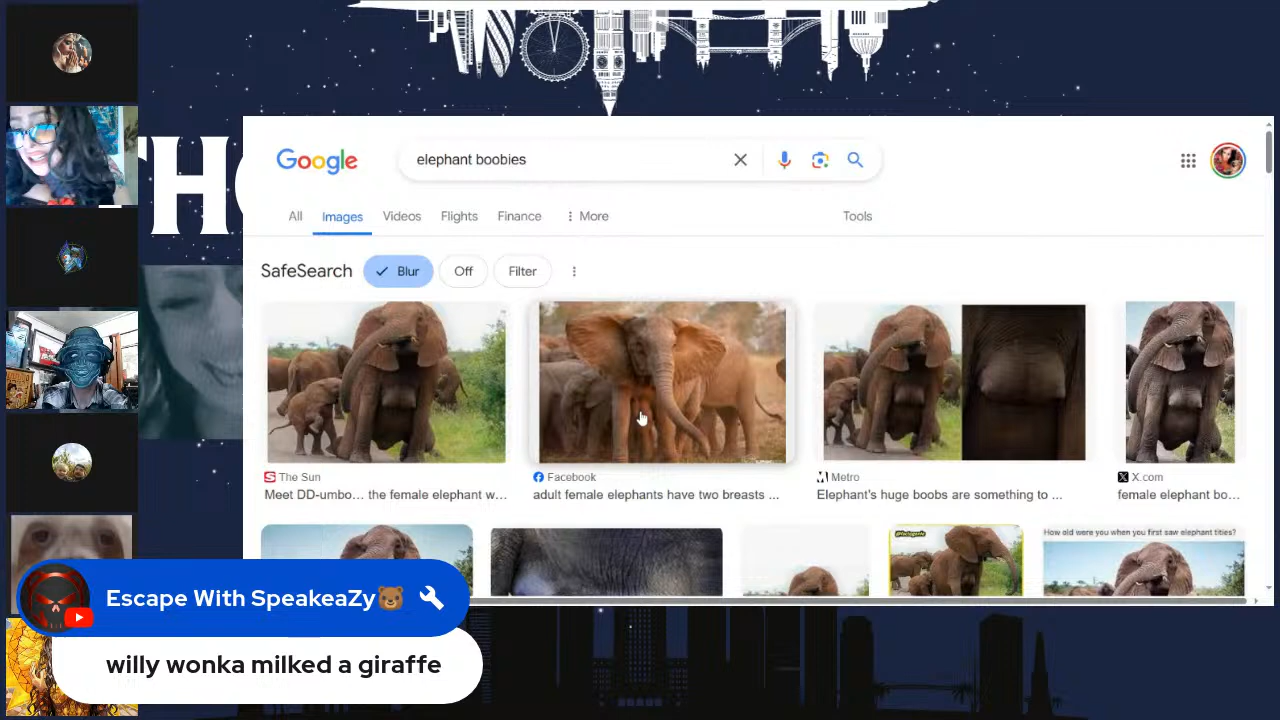 TH
Google
elephant boobies
All Images Videos Flights Finance More Tools
SafeSearch Blur Off Filter
The Sun
Meet DD-umbo... the female elephant w...
Facebook
adult female elephants have two breasts ...
Metro
Elephant's huge boobs are something to ...
X.com
female elephant bo...
How old were you when you first saw elephant tities?
Escape With SpeakeaZy🐻
willy wonka milked a giraffe